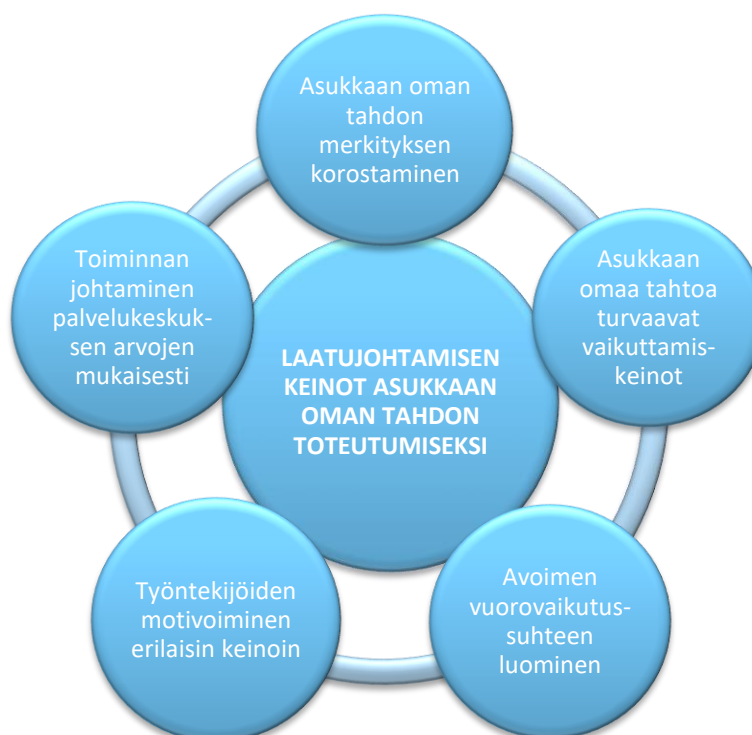 Asukkaan oman
tahdon
merkityksen
korostaminen
Asukkaan
omaa tahtoa
turvaavat
vaikuttamis-
keinot
Avoimen
vuorovaikutus-
suhteen
luominen
Työntekijöiden
motivoiminen
erilaisin keinoin
Toiminnan
johtaminen
palvelukeskuk-
sen arvojen
mukaisesti
LAATUJOHTAMISEN
KEINOT ASUKKAAN
OMAN TAHDON
TOTEUTUMISEKSI